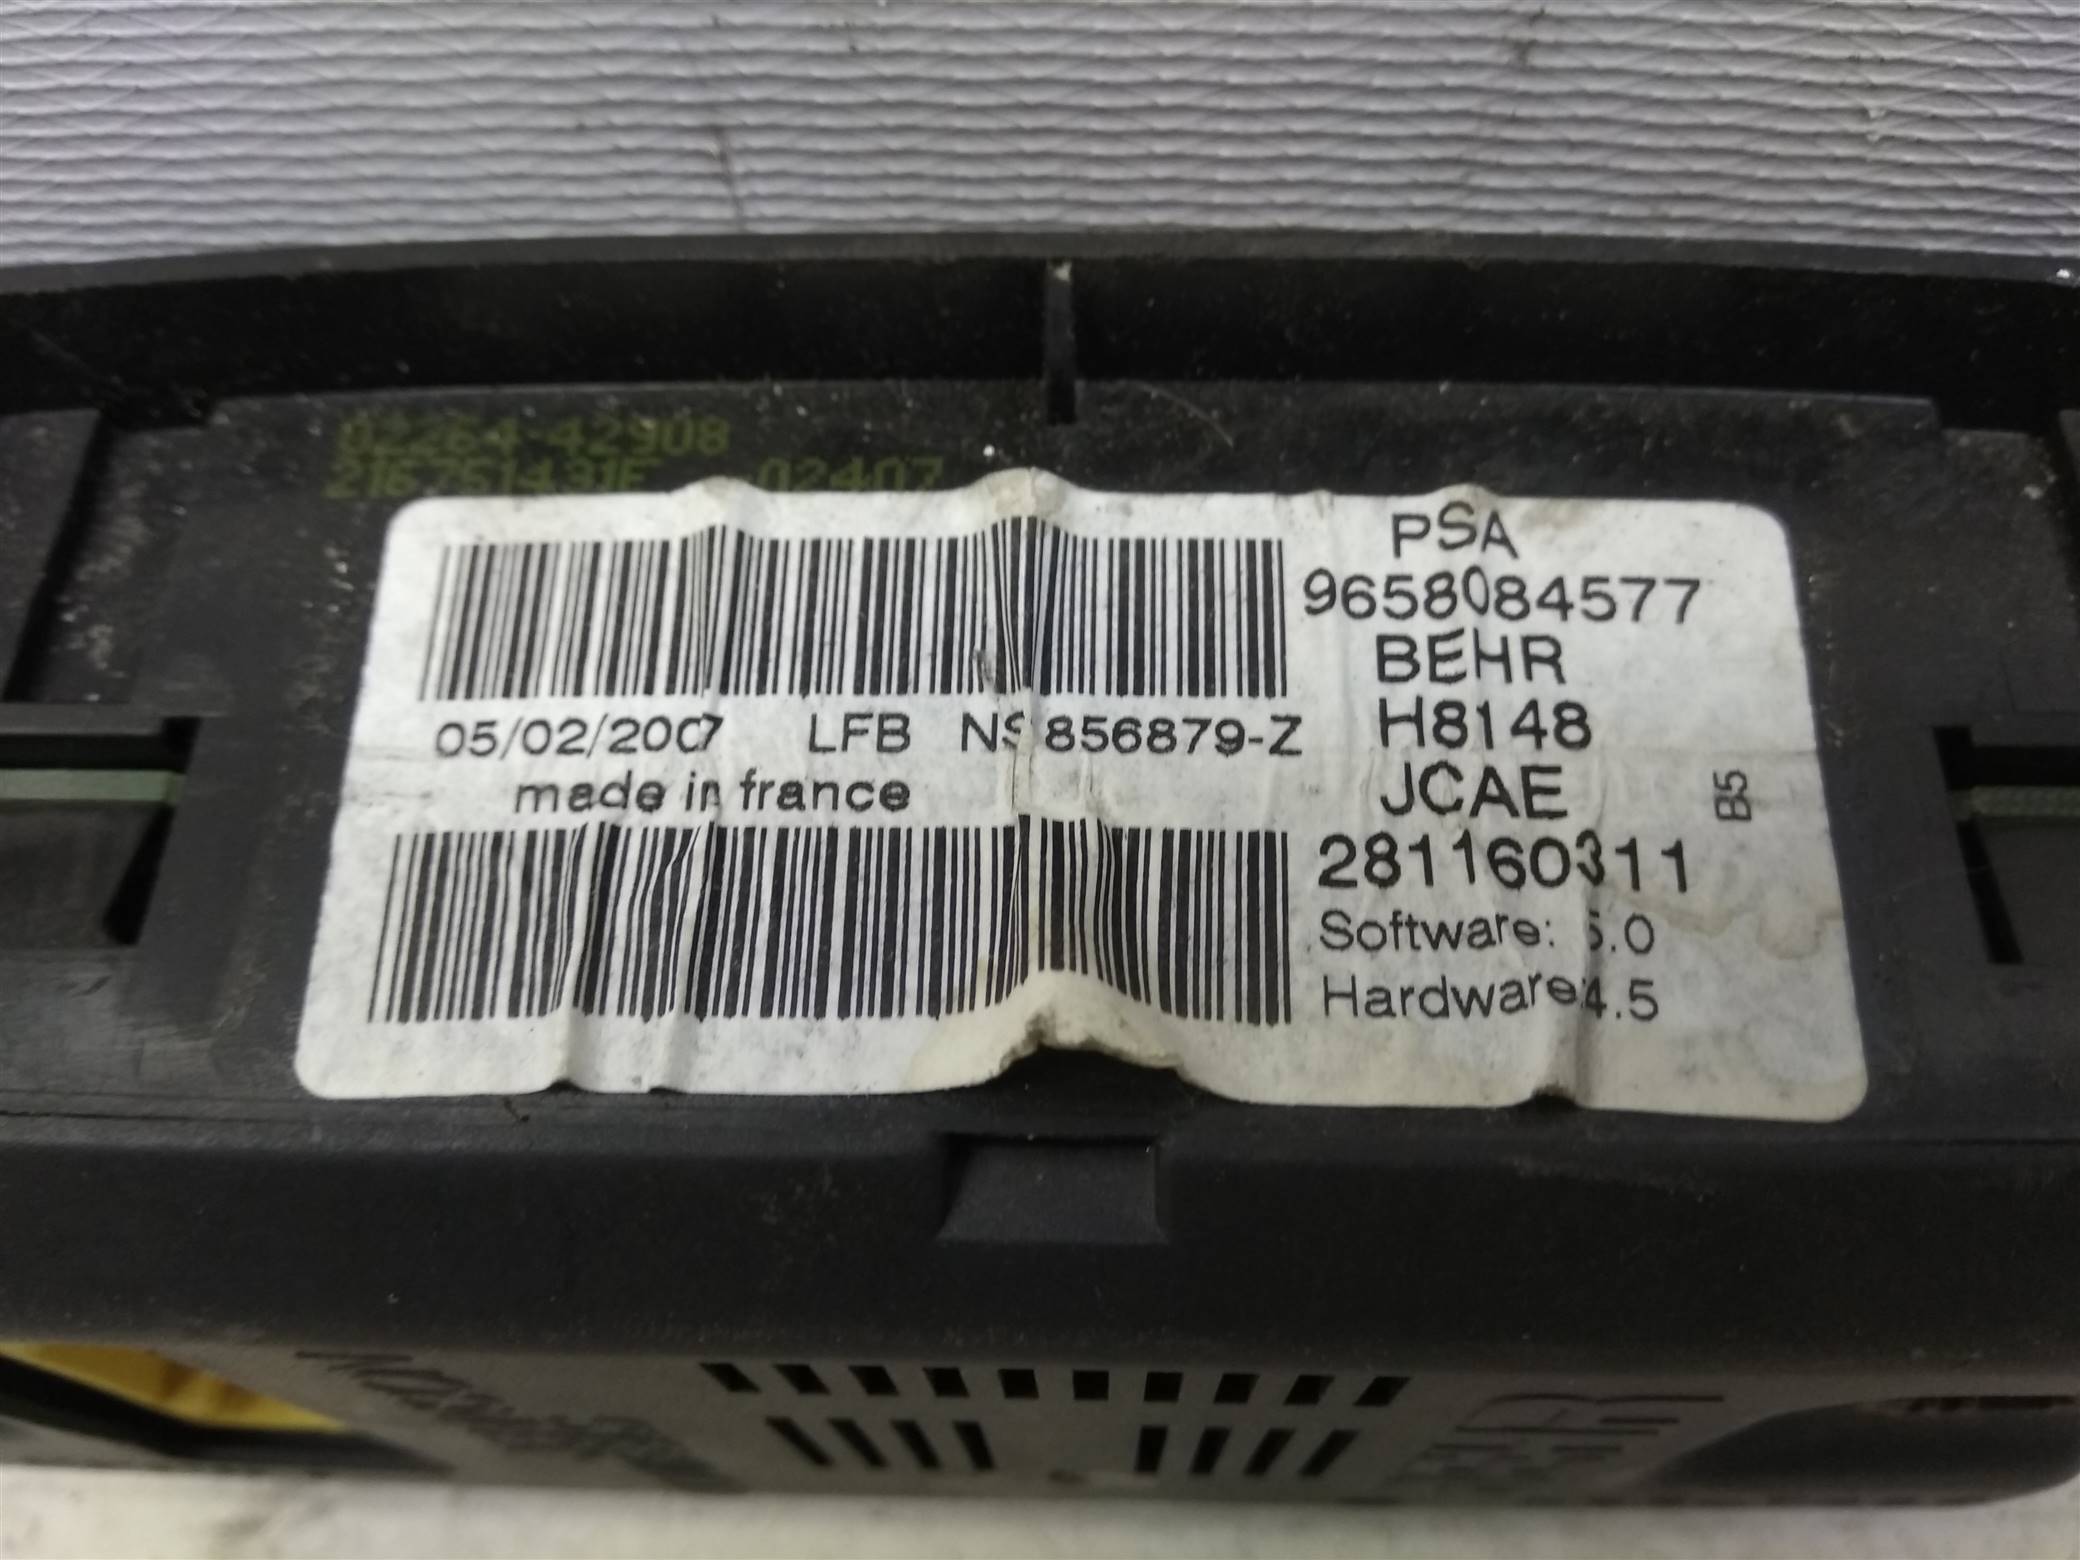 02264-42908
02407
PSA
9658084577
BEHR
05/02/2007 LFB NS 856879-Z H8148
made in france JCAE B5
281160311
Software: 5.0
Hardware:4.5